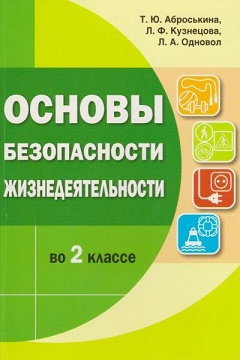 Т. Ю. Аброськина,
Л. Ф. Кузнецова,
Л. А. Одновол
ОСНОВЫ
БЕЗОПАСНОСТИ
ЖИЗНЕДЕЯТЕЛЬНОСТИ
во 2 классе